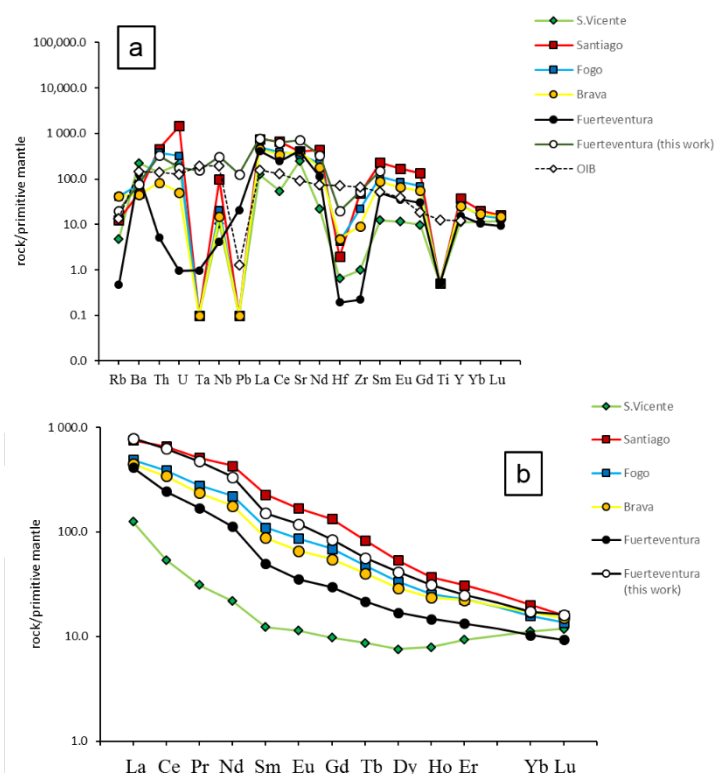 a
100,000.0
10,000.0
1 000.0
100.0
10.0
1.0
0.1
0.0
rock/primitive mantle
Rb Ba Th U Ta Nb Pb La Ce Sr Nd Hf Zr Sm Eu Gd Ti Y Yb Lu
S.Vicente
Santiago
Fogo
Brava
Fuerteventura
Fuerteventura (this work)
OIB
b
1 000.0
100.0
10.0
1.0
rock/primitive mantle
La Ce Pr Nd Sm Eu Gd Tb Dy Ho Er Yb Lu
S.Vicente
Santiago
Fogo
Brava
Fuerteventura
Fuerteventura
(this work)